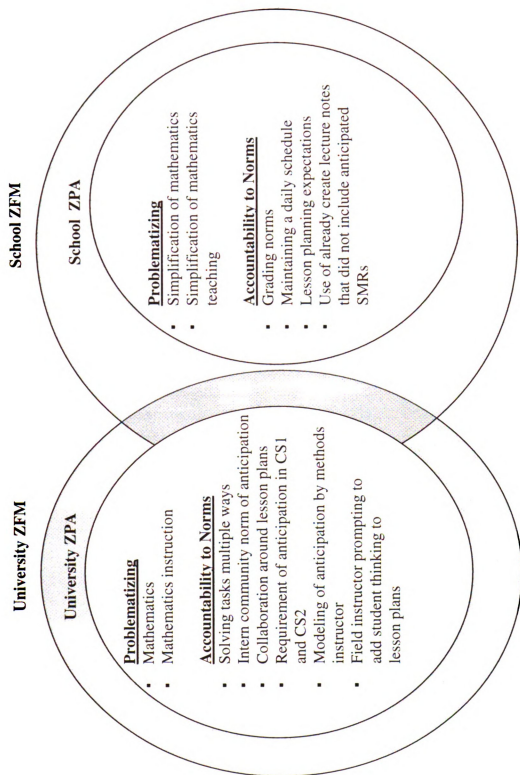 University ZFM
University ZPA
Problematizing
▪ Mathematics
▪ Mathematics instruction
Accountability to Norms
▪ Solving tasks multiple ways
▪ Intern community norm of anticipation
▪ Collaboration around lesson plans
▪ Requirement of anticipation in CS1
and CS2
▪ Modeling of anticipation by methods
instructor
▪ Field instructor prompting to
add student thinking to
lesson plans
School ZFM
School ZPA
Problematizing
▪ Simplification of mathematics
▪ Simplification of mathematics
teaching
Accountability to Norms
▪ Grading norms
▪ Maintaining a daily schedule
▪ Lesson planning expectations
▪ Use of already create lecture notes
that did not include anticipated
SMRs